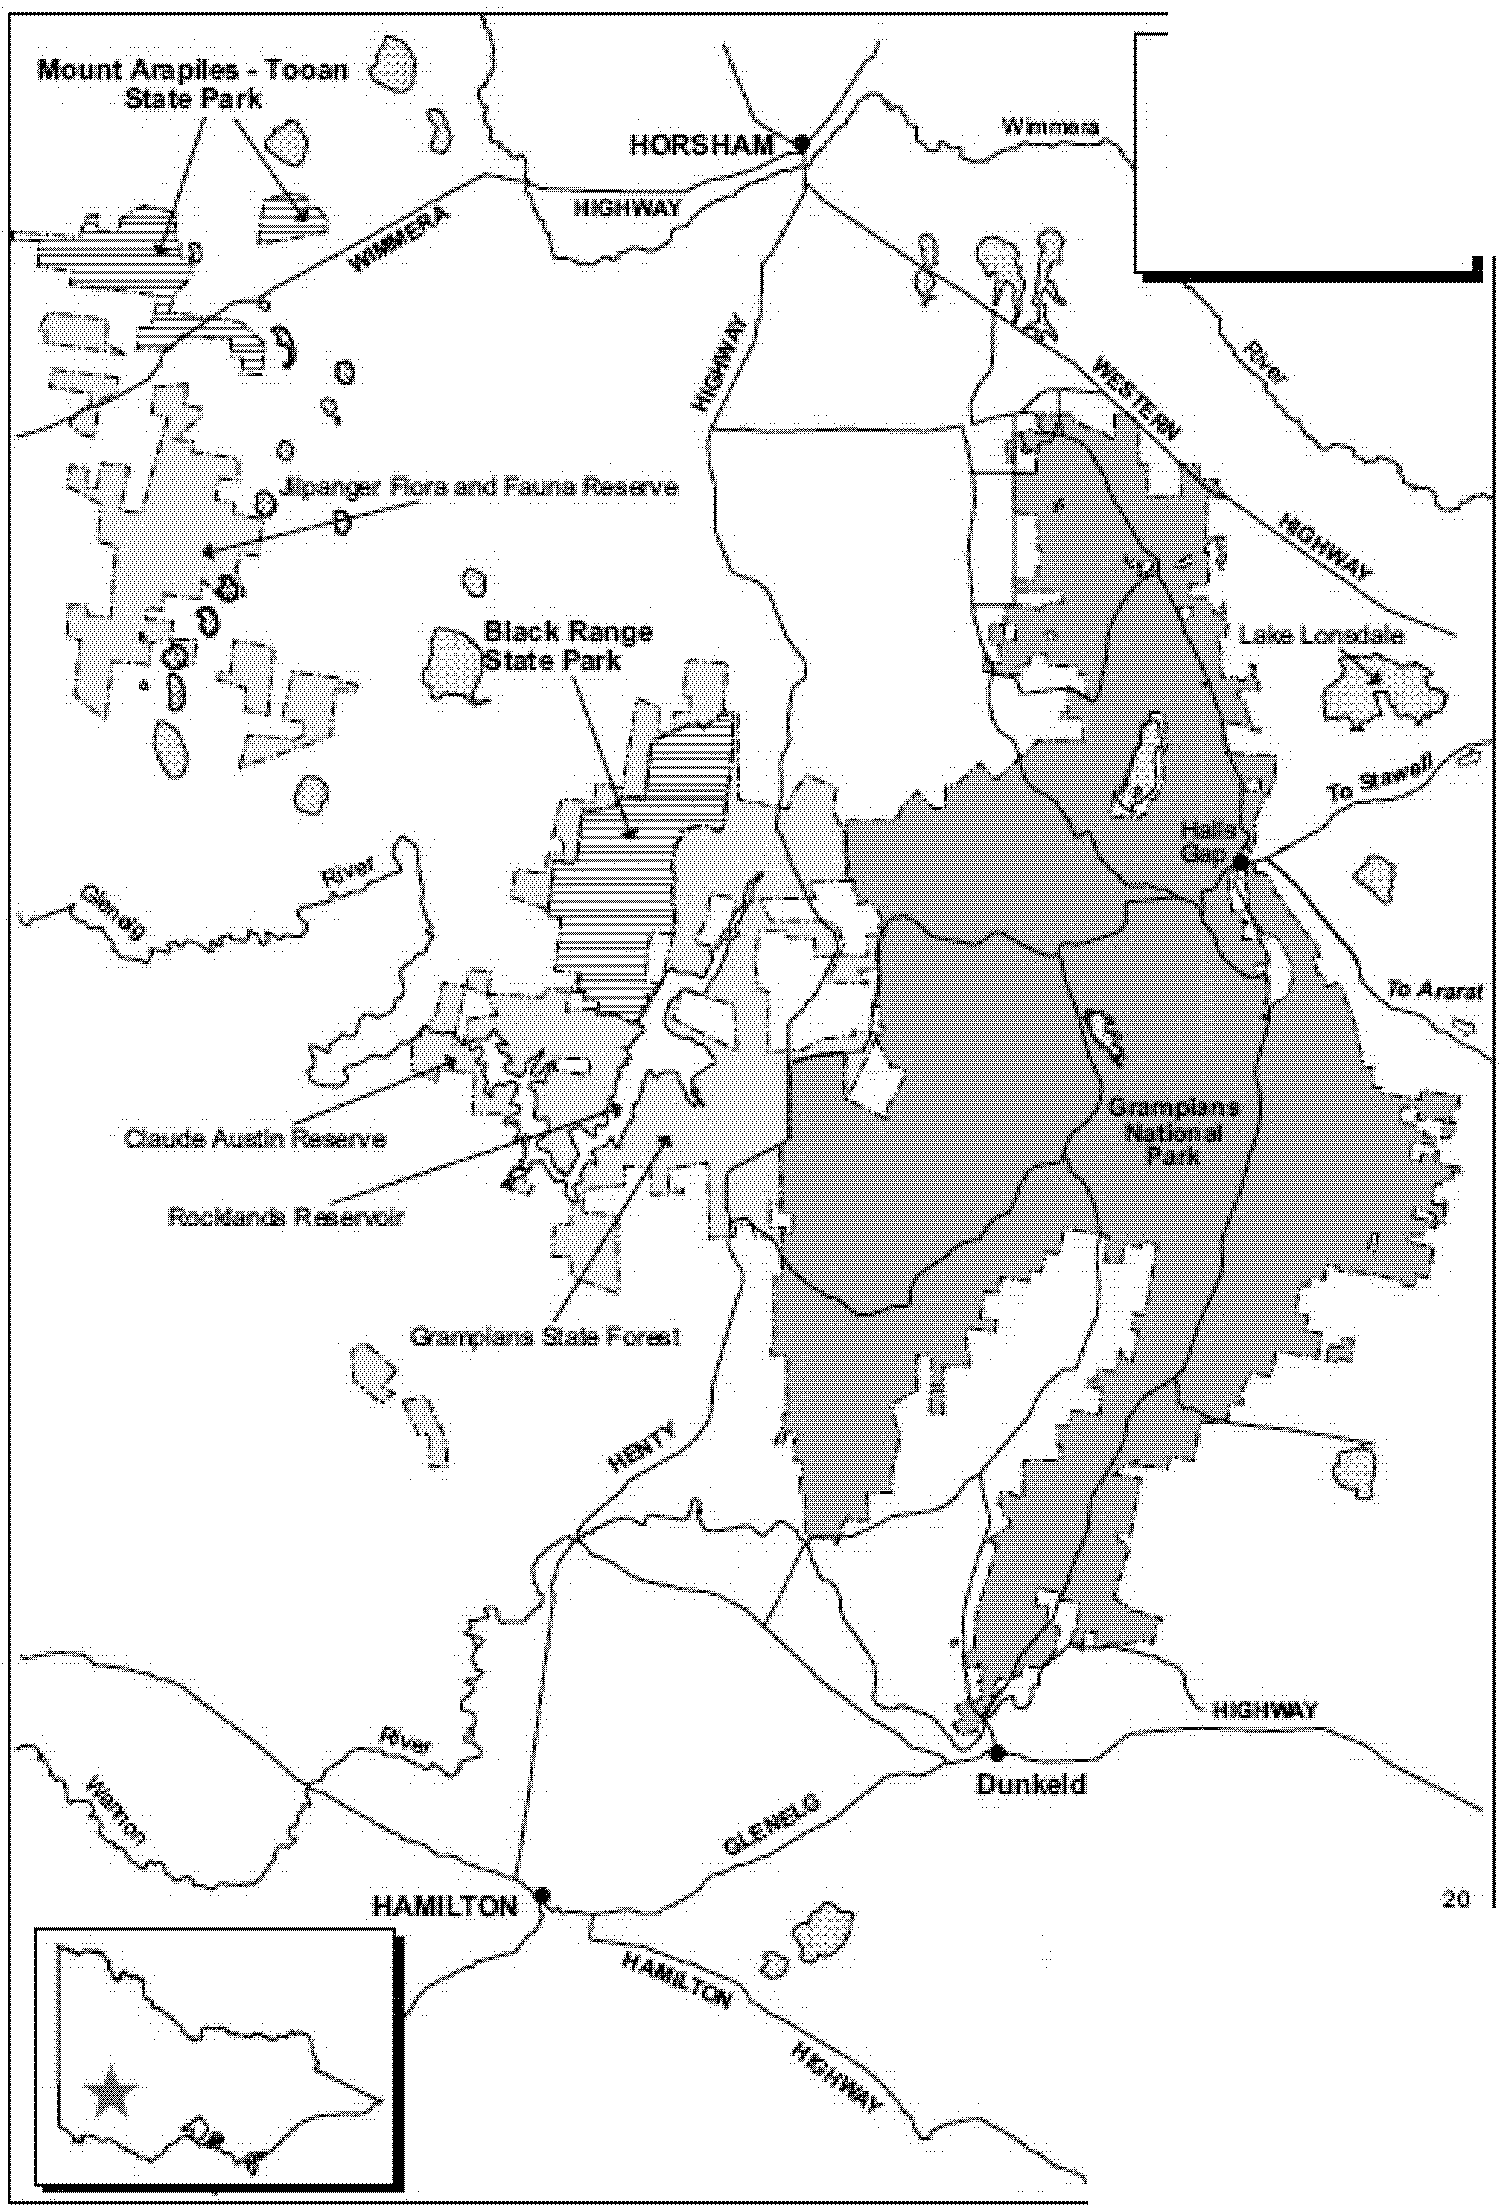 Mount Arapiles - Tooan
State Park
HORSHAM
Wimmera
HIGHWAY
WIMMERA
HIGHWAY
River
WESTERN
HIGHWAY
Jilpanger Flora and Fauna Reserve
Black Range
State Park
Lake Lonsdale
To Stawell
Halls
Gap
River
Glenelg
To Ararat
Grampians
National
Park
Claude Austin Reserve
Rocklands Reservoir
Grampians State Forest
HENTY
HIGHWAY
River
Dunkeld
Wannon
GLENELG
HAMILTON
20
HAMILTON
HIGHWAY